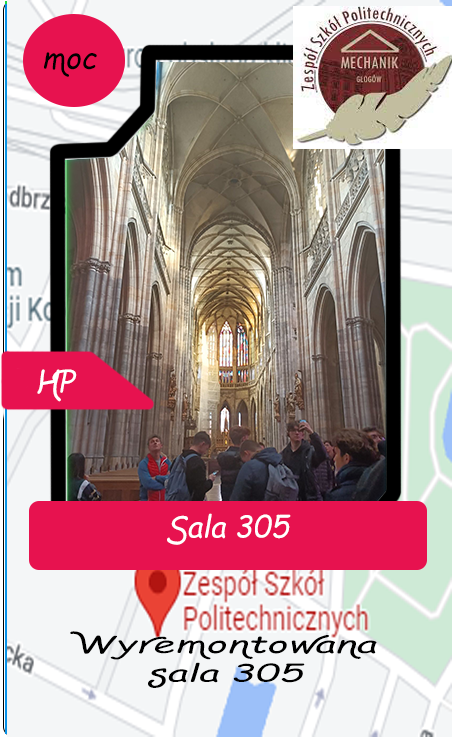 moc
Zespół Szkół Politechnicznych
MECHANIK
GŁOGÓW
dbrz
m
ji Ko
HP
Sala 305
Zespół Szkół
Politechnicznych
Wyremontowana
sala 305
cka